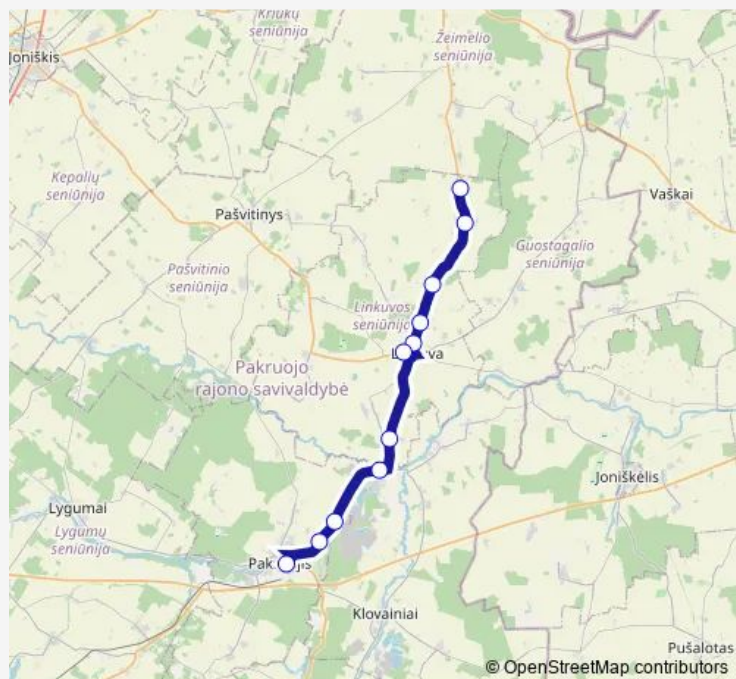 Kriukų
seniūnija
Joniškis
Žeimelio
seniūnija
Kepalių
seniūnija
Pašvitinys
Vaškai
Guostagalio
seniūnija
Pašvitinio
seniūnija
Linkuvos
seniūnija
Pakruojo
rajono savivaldybė
Joniškėlis
Lygumai
Lygumų
seniūnija
Klovainiai
Pušalotas
© OpenStreetMap contributors